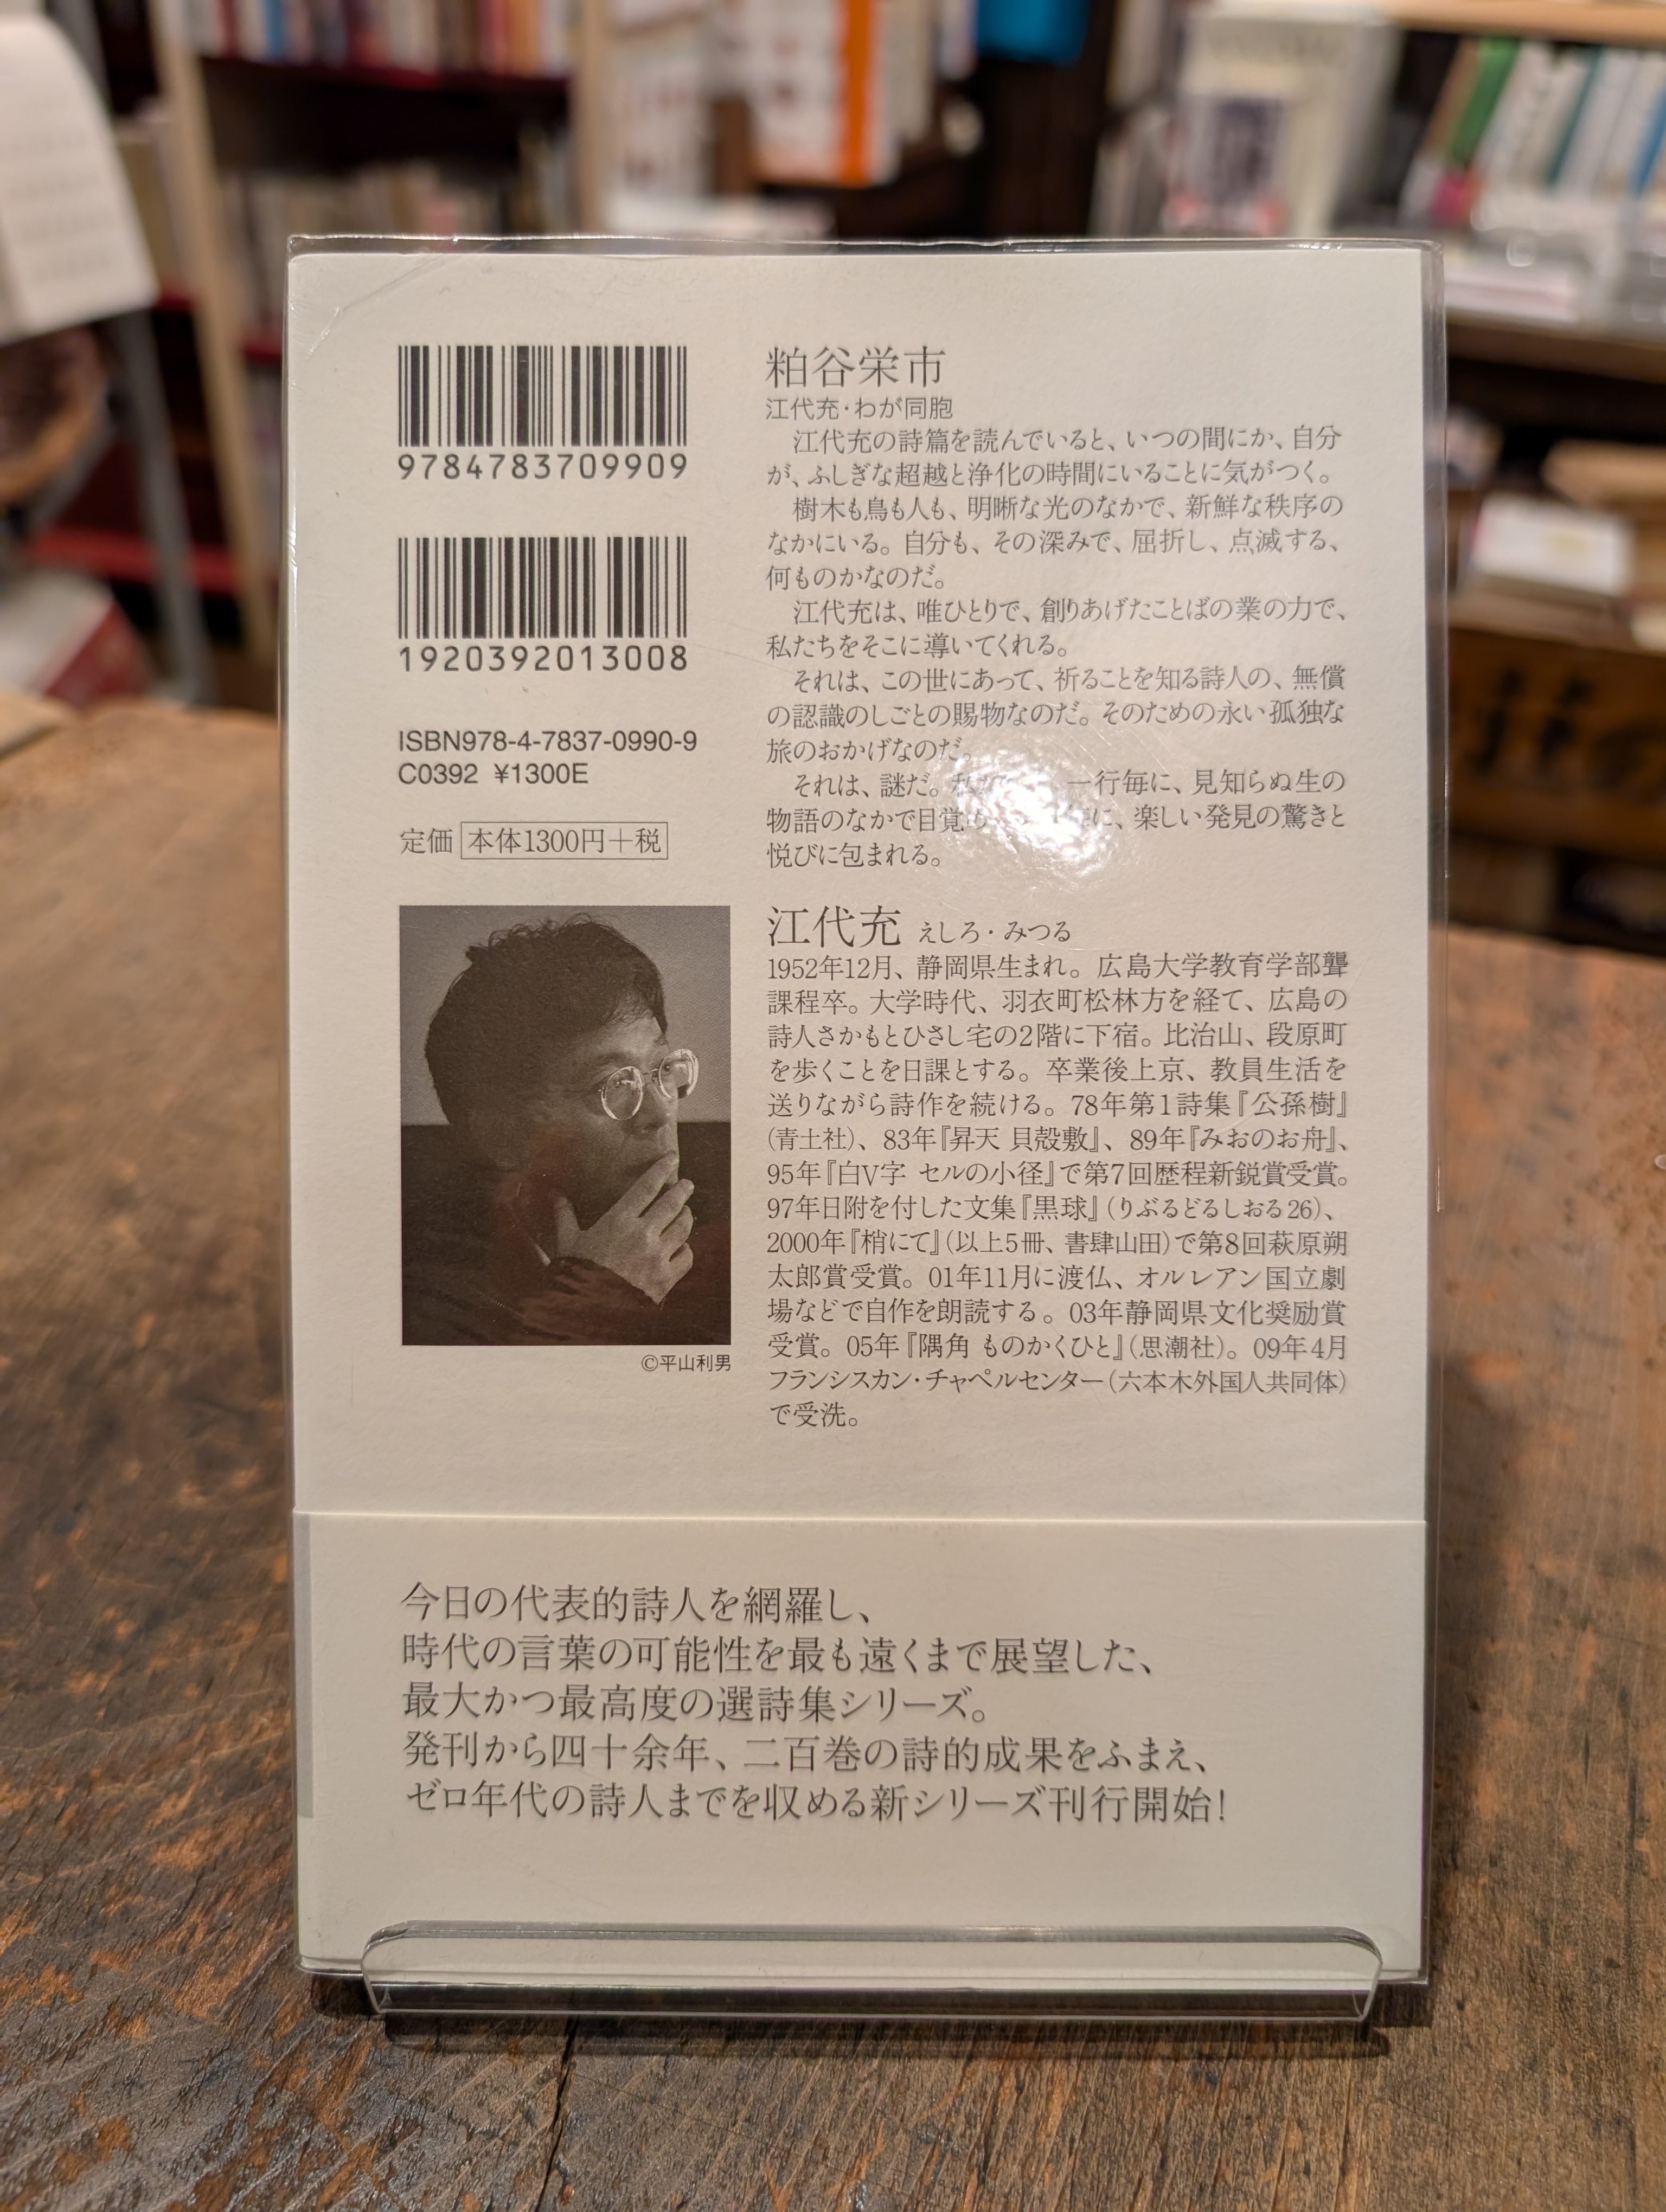 9784783709909
1920392013008
ISBN978-4-7837-0990-9
C0392 ¥1300E
定価 本体1300円+税
粕谷栄市
江代充・わが同胞
江代充の詩篇を読んでいると、いつの間にか、自分
が、ふしぎな超越と浄化の時間にいることに気がつく。
樹木も鳥も人も、明晰な光のなかで、新鮮な秩序の
なかにいる。自分も、その深みで、屈折し、点滅する、
何ものかなのだ。
江代充は、唯ひとりで、創りあげたことばの業の力で、
私たちをそこに導いてくれる。
それは、この世にあって、祈ることを知る詩人の、無償
の認識のしごとの賜物なのだ。そのための永い孤独な
旅のおかげなのだ。
それは、謎だ。 一行毎に、見知らぬ生の
物語のなかで目覚 に、楽しい発見の驚きと
悦びに包まれる。
江代充 えしろ・みつる
1952年12月、静岡県生まれ。広島大学教育学部聾
課程卒。大学時代、羽衣町松林方を経て、広島の
詩人さかもとひさし宅の2階に下宿。比治山、段原町
を歩くことを日課とする。卒業後上京、教員生活を
送りながら詩作を続ける。78年第1詩集『公孫樹』
(青土社)、83年『昇天 貝殻敷』、89年『みおのお舟』、
95年『白V字 セルの小径』で第7回歴程新鋭賞受賞。
97年日附を付した文集『黒球』(りぶるどるしおる26)、
2000年『梢にて』(以上5冊、書肆山田)で第8回萩原朔
太郎賞受賞。01年11月に渡仏、オルレアン国立劇
場などで自作を朗読する。03年静岡県文化奨励賞
受賞。05年『隅角 ものかくひと』(思潮社)。09年4月
フランシスカン・チャペルセンター(六本木外国人共同体)
で受洗。
©平山利男
今日の代表的詩人を網羅し、
時代の言葉の可能性を最も遠くまで展望した、
最大かつ最高度の選詩集シリーズ。
発刊から四十余年、二百巻の詩的成果をふまえ、
ゼロ年代の詩人までを収める新シリーズ刊行開始!